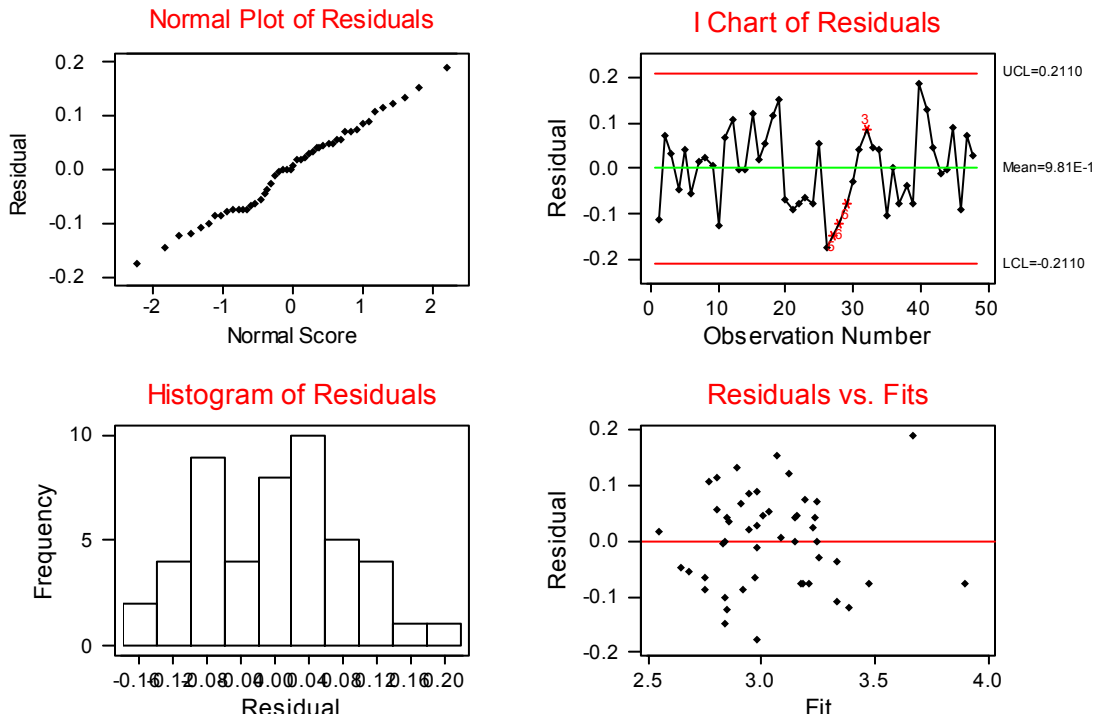 Normal Plot of Residuals
0.2
0.1
0.0
-0.1
-0.2
Residual
-2
-1
0
1
2
Normal Score
I Chart of Residuals
0.2
0.1
0.0
-0.1
-0.2
Residual
UCL=0.2110
Mean=9.81E-1
LCL=-0.2110
3
5
6
6
0
10
20
30
40
50
Observation Number
Histogram of Residuals
10
5
0
Frequency
-0.16 -0.12 -0.08 -0.04 0.00 0.04 0.08 0.12 0.16 0.20
Residual
Residuals vs. Fits
0.2
0.1
0.0
-0.1
-0.2
Residual
2.5
3.0
3.5
4.0
Fit